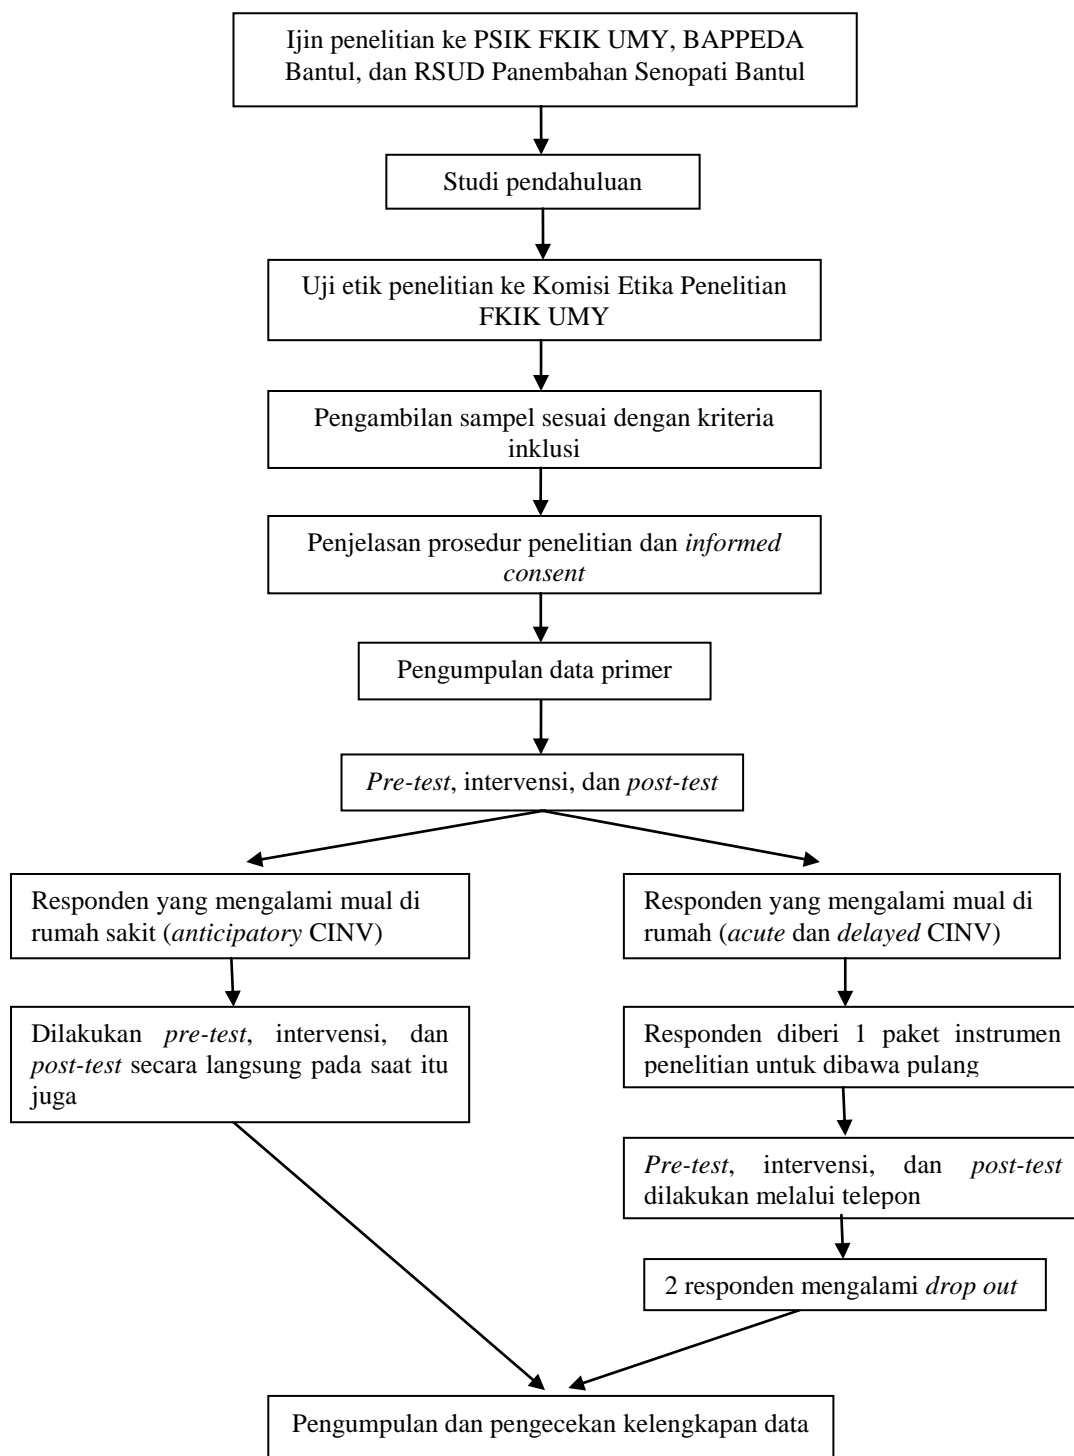 Ijin penelitian ke PSIK FKIK UMY, BAPPEDA
Bantul, dan RSUD Panembahan Senopati Bantul
Studi pendahuluan
Uji etik penelitian ke Komisi Etika Penelitian
FKIK UMY
Pengambilan sampel sesuai dengan kriteria
inklusi
Penjelasan prosedur penelitian dan informed
consent
Pengumpulan data primer
Pre-test, intervensi, dan post-test
Responden yang mengalami mual di
rumah sakit (anticipatory CINV)
Dilakukan pre-test, intervensi, dan
post-test secara langsung pada saat itu
juga
Responden yang mengalami mual di
rumah (acute dan delayed CINV)
Responden diberi 1 paket instrumen
penelitian untuk dibawa pulang
Pre-test, intervensi, dan post-test
dilakukan melalui telepon
2 responden mengalami drop out
Pengumpulan dan pengecekan kelengkapan data